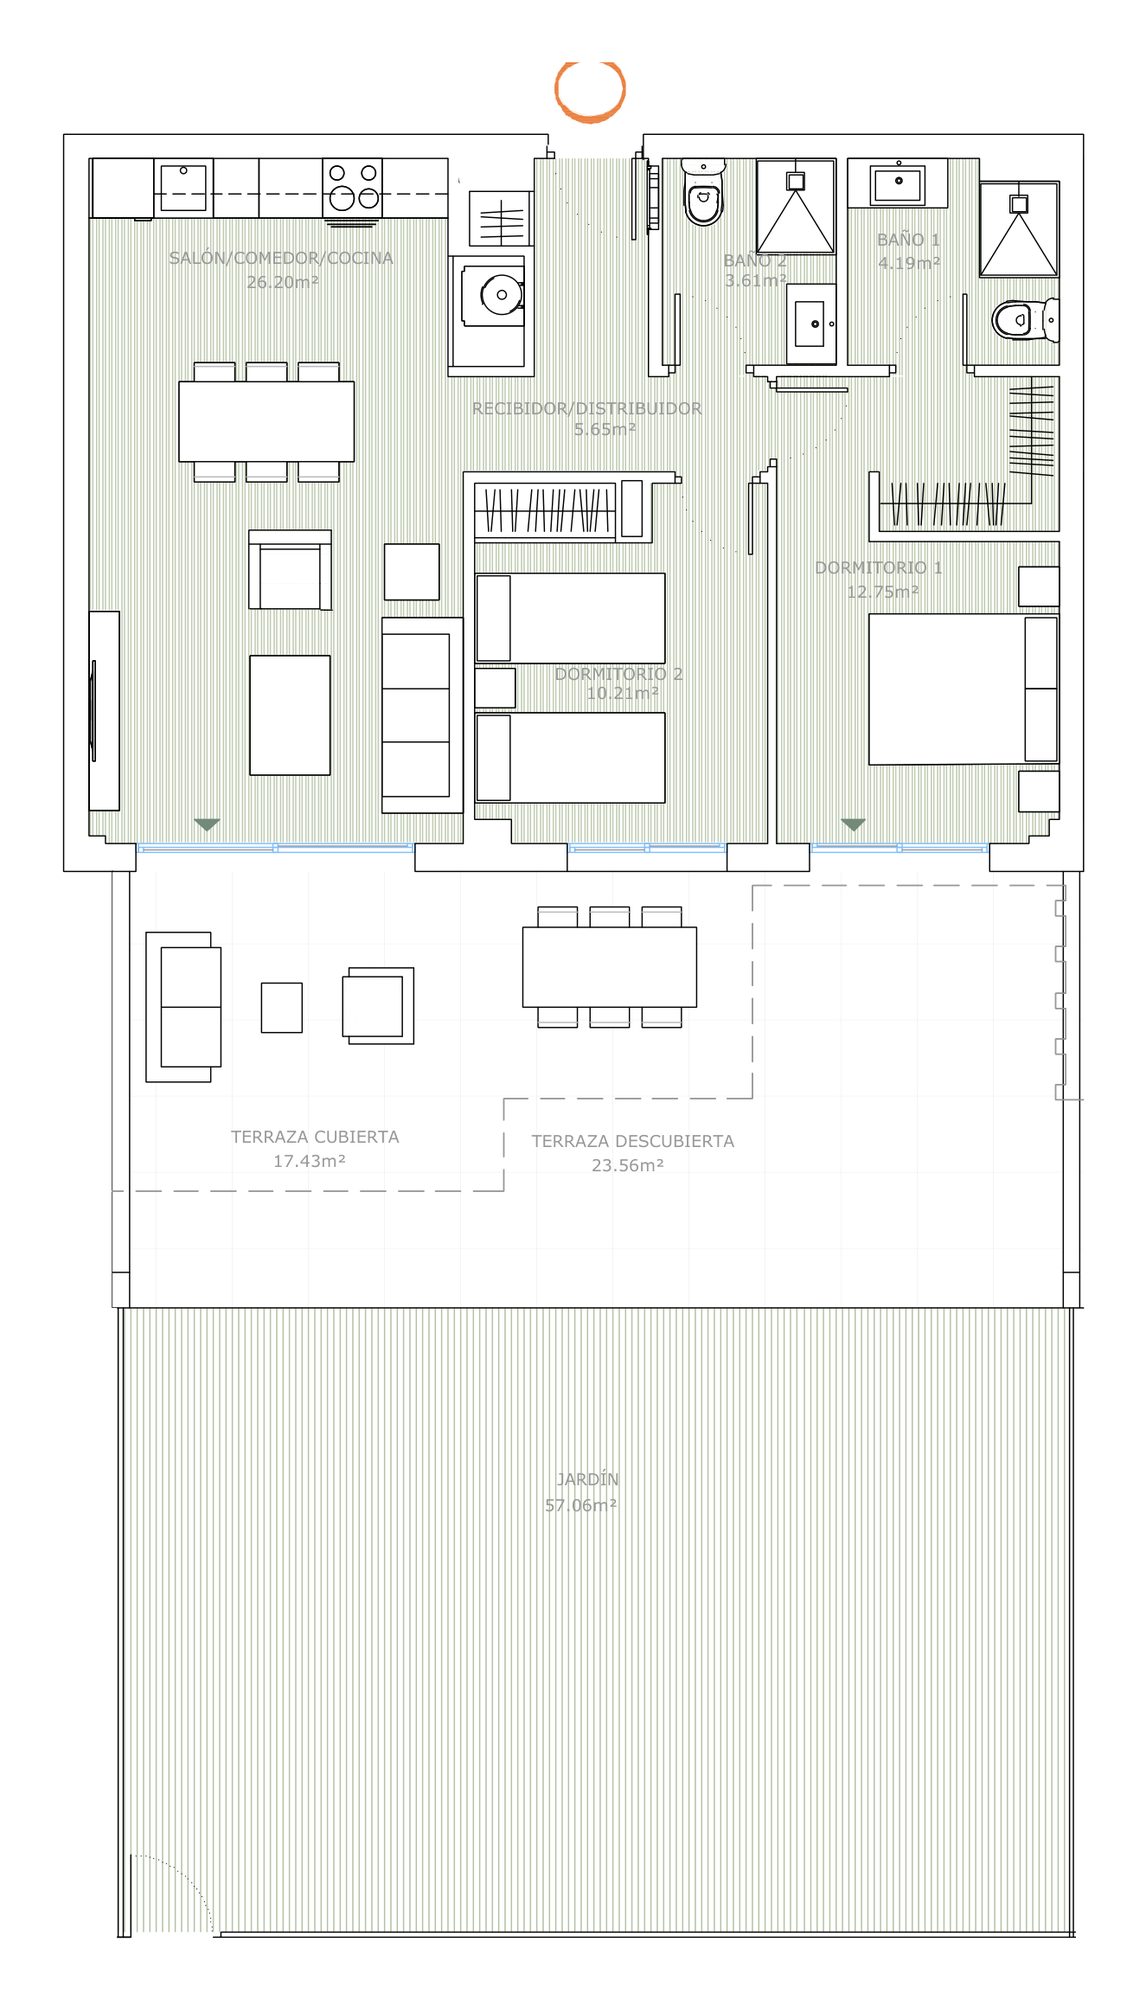 SALÓN/COMEDOR/COCINA
26.20m²
BAÑO 2
3.61m²
BAÑO 1
4.19m²
RECIBIDOR/DISTRIBUIDOR
5.65m²
DORMITORIO 1
12.75m²
DORMITORIO 2
10.21m²
TERRAZA CUBIERTA
17.43m²
TERRAZA DESCUBIERTA
23.56m²
JARDÍN
57.06m²